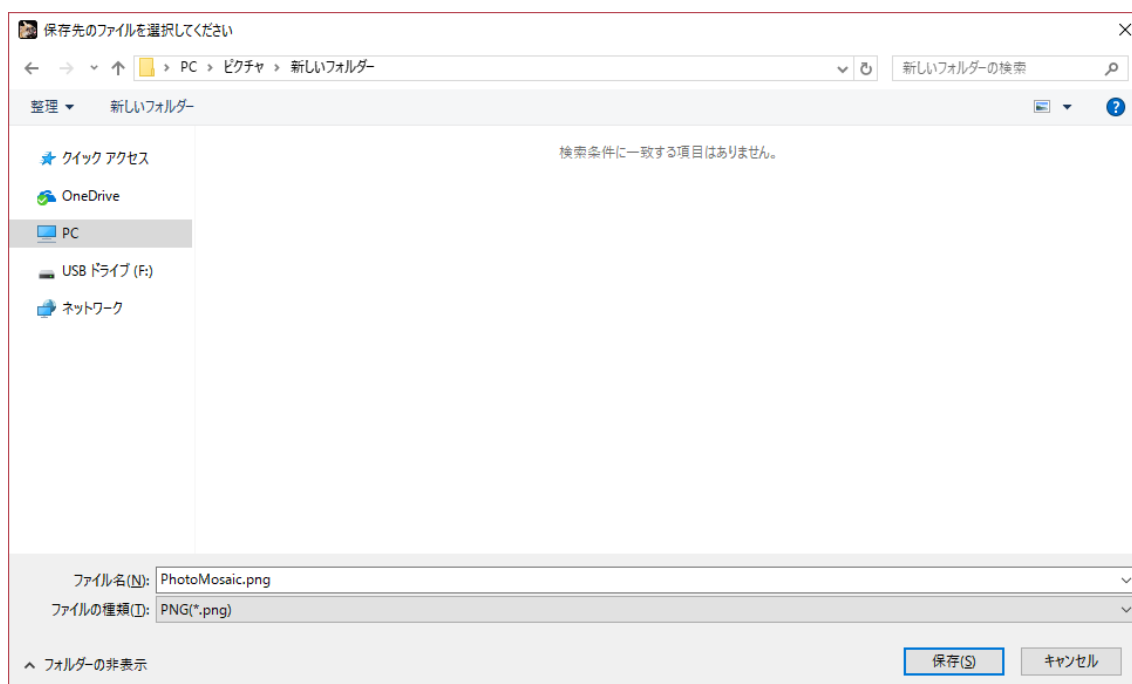 保存先のファイルを選択してください
PC › ピクチャ › 新しいフォルダー
新しいフォルダーの検索
整理 新しいフォルダー
クイック アクセス
検索条件に一致する項目はありません。
OneDrive
PC
USB ドライブ (F:)
ネットワーク
ファイル名(N): PhotoMosaic.png
ファイルの種類(T): PNG(*.png)
フォルダーの非表示
保存(S) キャンセル